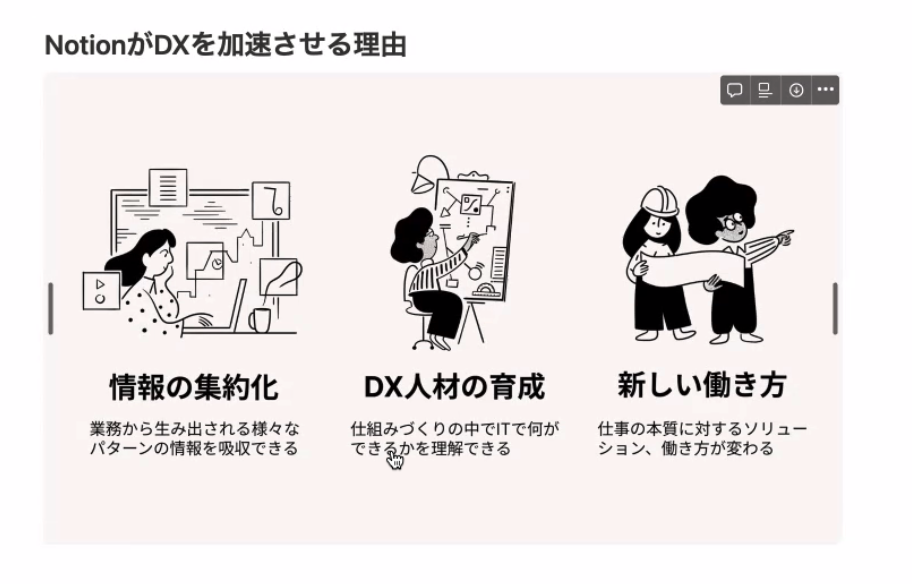 NotionがDXを加速させる理由
情報の集約化
業務から生み出される様々な
パターンの情報を吸収できる
DX人材の育成
仕組みづくりの中でITで何が
できるかを理解できる
新しい働き方
仕事の本質に対するソリュー
ション、働き方が変わる